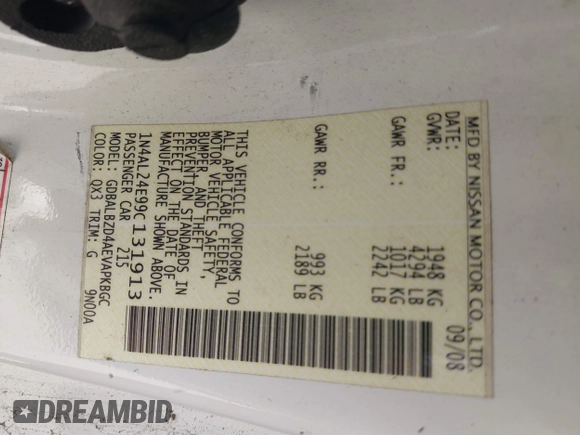 MFD BY NISSAN MOTOR CO., LTD.
DATE: 09/08
GVWR: 1948 KG
4294 LB
GAWR FR.: 1017 KG
2242 LB
GAWR RR.: 993 KG
2189 LB
THIS VEHICLE CONFORMS TO
ALL APPLICABLE FEDERAL
MOTOR VEHICLE SAFETY,
BUMPER, AND THEFT
PREVENTION STANDARDS IN
EFFECT ON THE DATE OF
MANUFACTURE SHOWN ABOVE.
1N4AL24E99C131913
PASSENGER CAR 215
MODEL: GDBALBZD4AEVAPKBGC
COLOR: QX3 TRIM: G 9N00A
DREAMBID